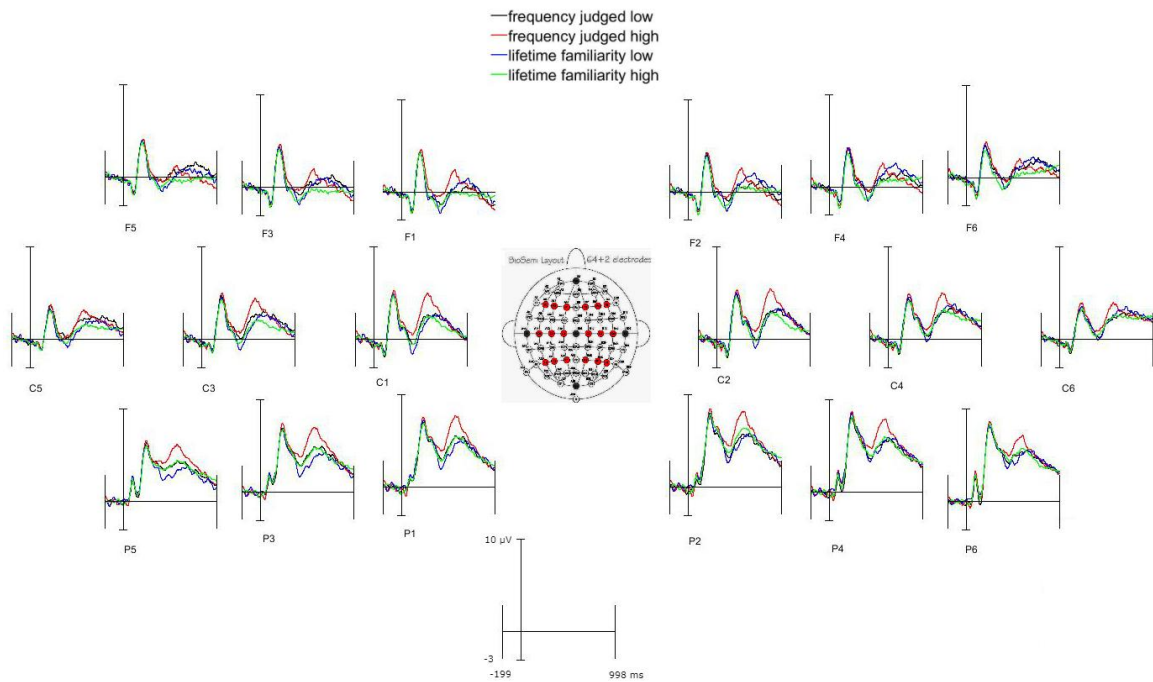 frequency judged low
frequency judged high
lifetime familiarity low
lifetime familiarity high
F5
F3
F1
F2
F4
F6
BioSemi Layout
64+2 electrodes
C5
C3
C1
C2
C4
C6
P5
P3
P1
P2
P4
P6
10 µV
-3
-199
998 ms